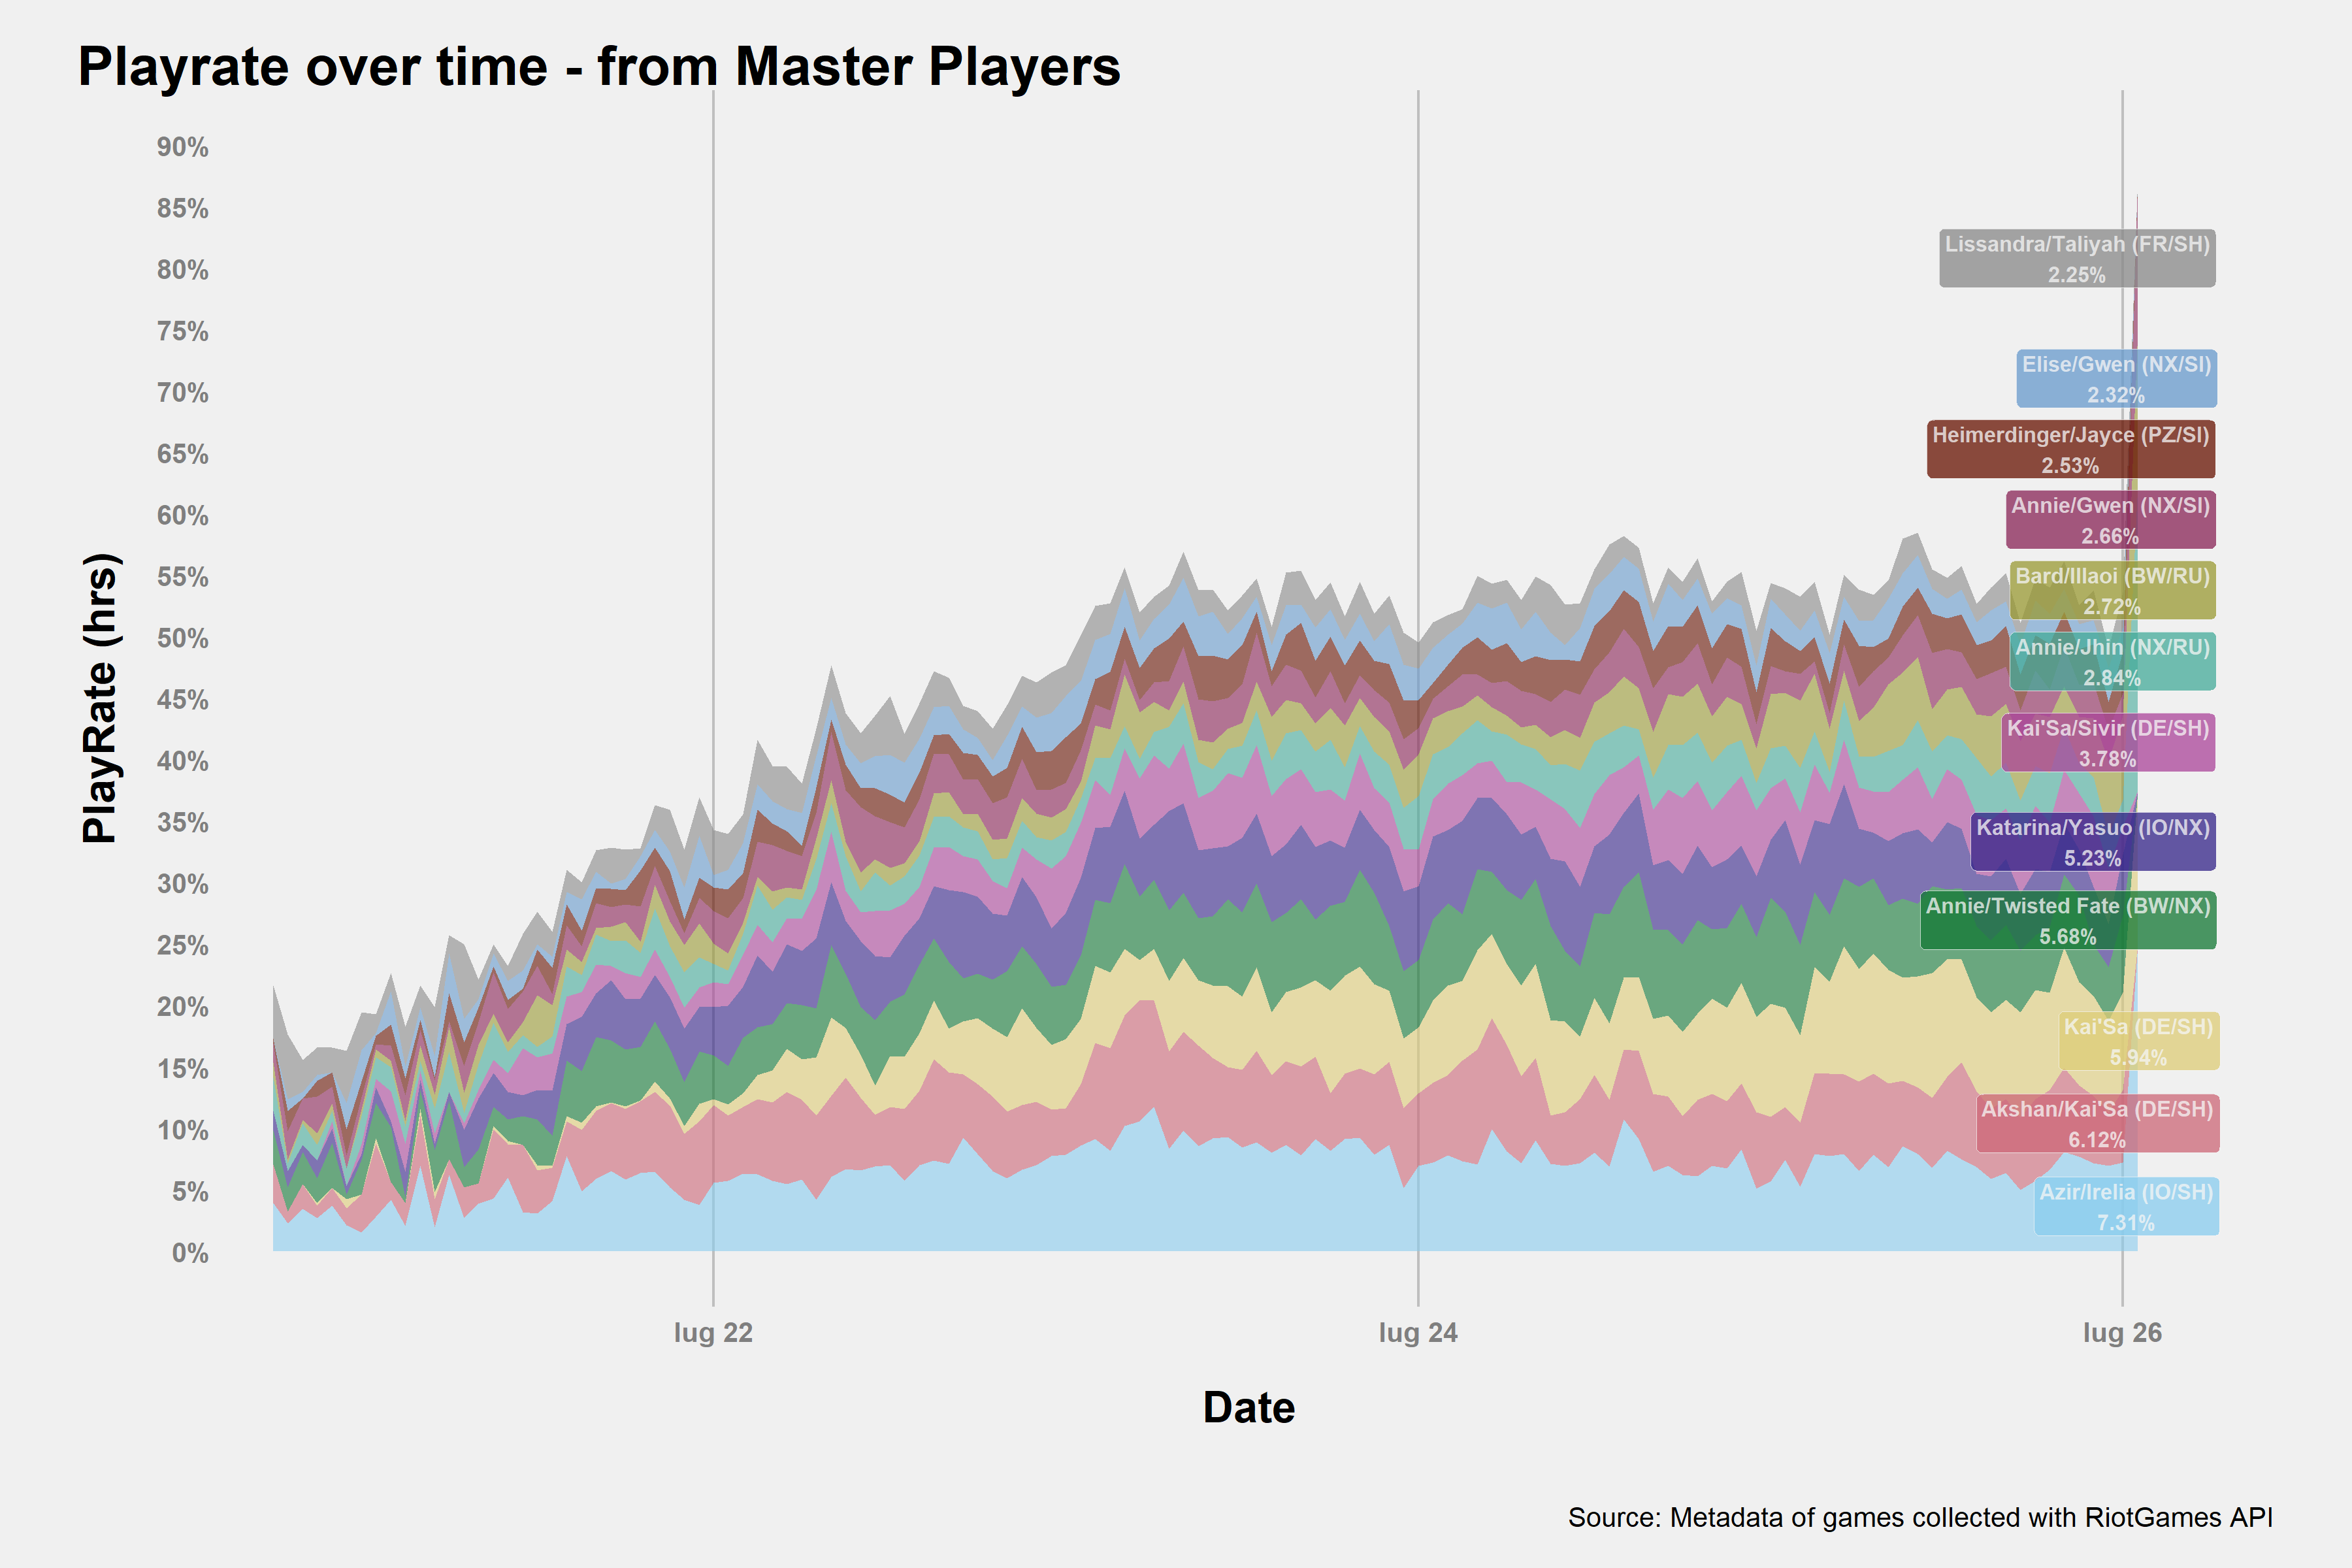 Playrate over time - from Master Players
PlayRate (hrs)
90%
85%
80%
75%
70%
65%
60%
55%
50%
45%
40%
35%
30%
25%
20%
15%
10%
5%
0%
Lissandra/Taliyah (FR/SH)
2.25%
Elise/Gwen (NX/SI)
2.32%
Heimerdinger/Jayce (PZ/SI)
2.53%
Annie/Gwen (NX/SI)
2.66%
Bard/Illaoi (BW/RU)
2.72%
Annie/Jhin (NX/RU)
2.84%
Kai'Sa/Sivir (DE/SH)
3.78%
Katarina/Yasuo (IO/NX)
5.23%
Annie/Twisted Fate (BW/NX)
5.68%
Kai'Sa (DE/SH)
5.94%
Akshan/Kai'Sa (DE/SH)
6.12%
Azir/Irelia (IO/SH)
7.31%
lug 22
lug 24
lug 26
Date
Source: Metadata of games collected with RiotGames API